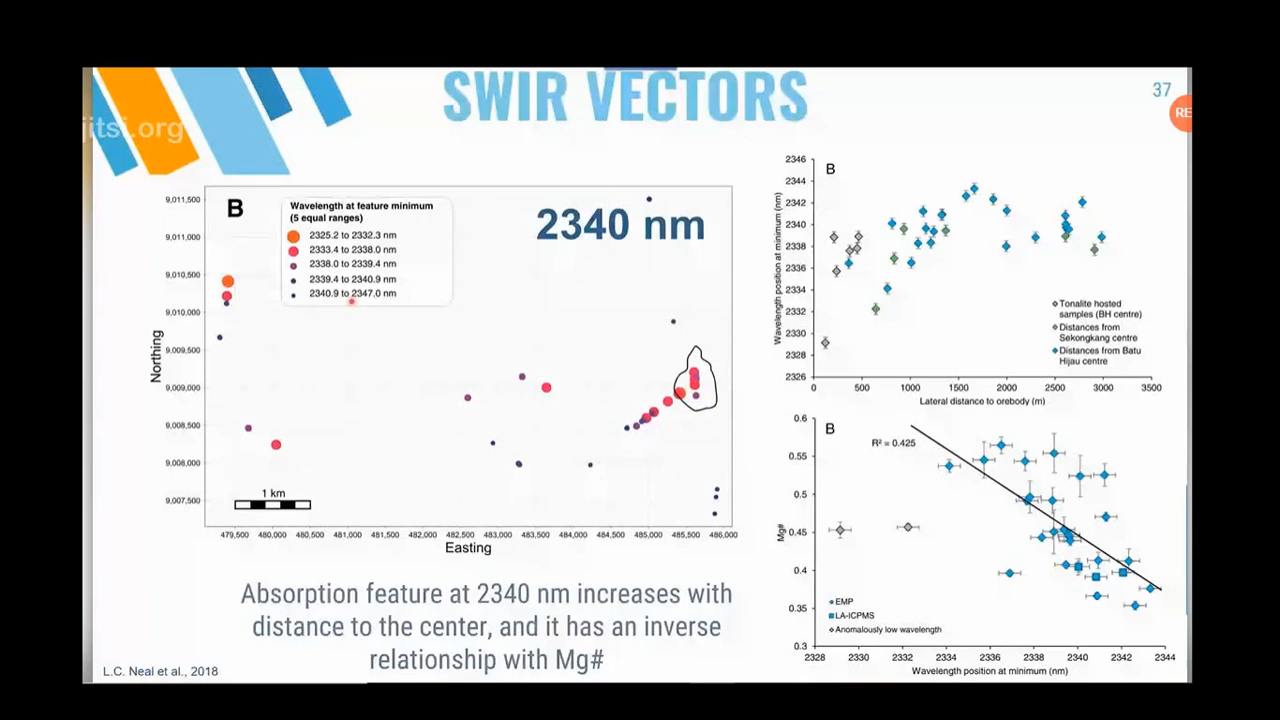 SWIR VECTORS
37
jitsi.org
RE
B
Wavelength at feature minimum
(5 equal ranges)
2325.2 to 2332.3 nm
2333.4 to 2338.0 nm
2338.0 to 2339.4 nm
2339.4 to 2340.9 nm
2340.9 to 2347.0 nm
2340 nm
Northing
9,011,500
9,011,000
9,010,500
9,010,000
9,009,500
9,009,000
9,008,500
9,008,000
9,007,500
1 km
479,500 480,000 480,500 481,000 481,500 482,000 482,500 483,000 483,500 484,000 484,500 485,000 485,500 486,000
Easting
Absorption feature at 2340 nm increases with
distance to the center, and it has an inverse
relationship with Mg#
L.C. Neal et al., 2018
B
Wavelength position at minimum (nm)
2346
2344
2342
2340
2338
2336
2334
2332
2330
2328
2326
Tonalite hosted
samples (BH centre)
Distances from
Sekongkang centre
Distances from Batu
Hijau centre
0 500 1000 1500 2000 2500 3000 3500
Lateral distance to orebody (m)
B
R² = 0.425
Mg#
0.6
0.55
0.5
0.45
0.4
0.35
0.3
EMP
LA-ICPMS
Anomalously low wavelength
2328 2330 2332 2334 2336 2338 2340 2342 2344
Wavelength position at minimum (nm)